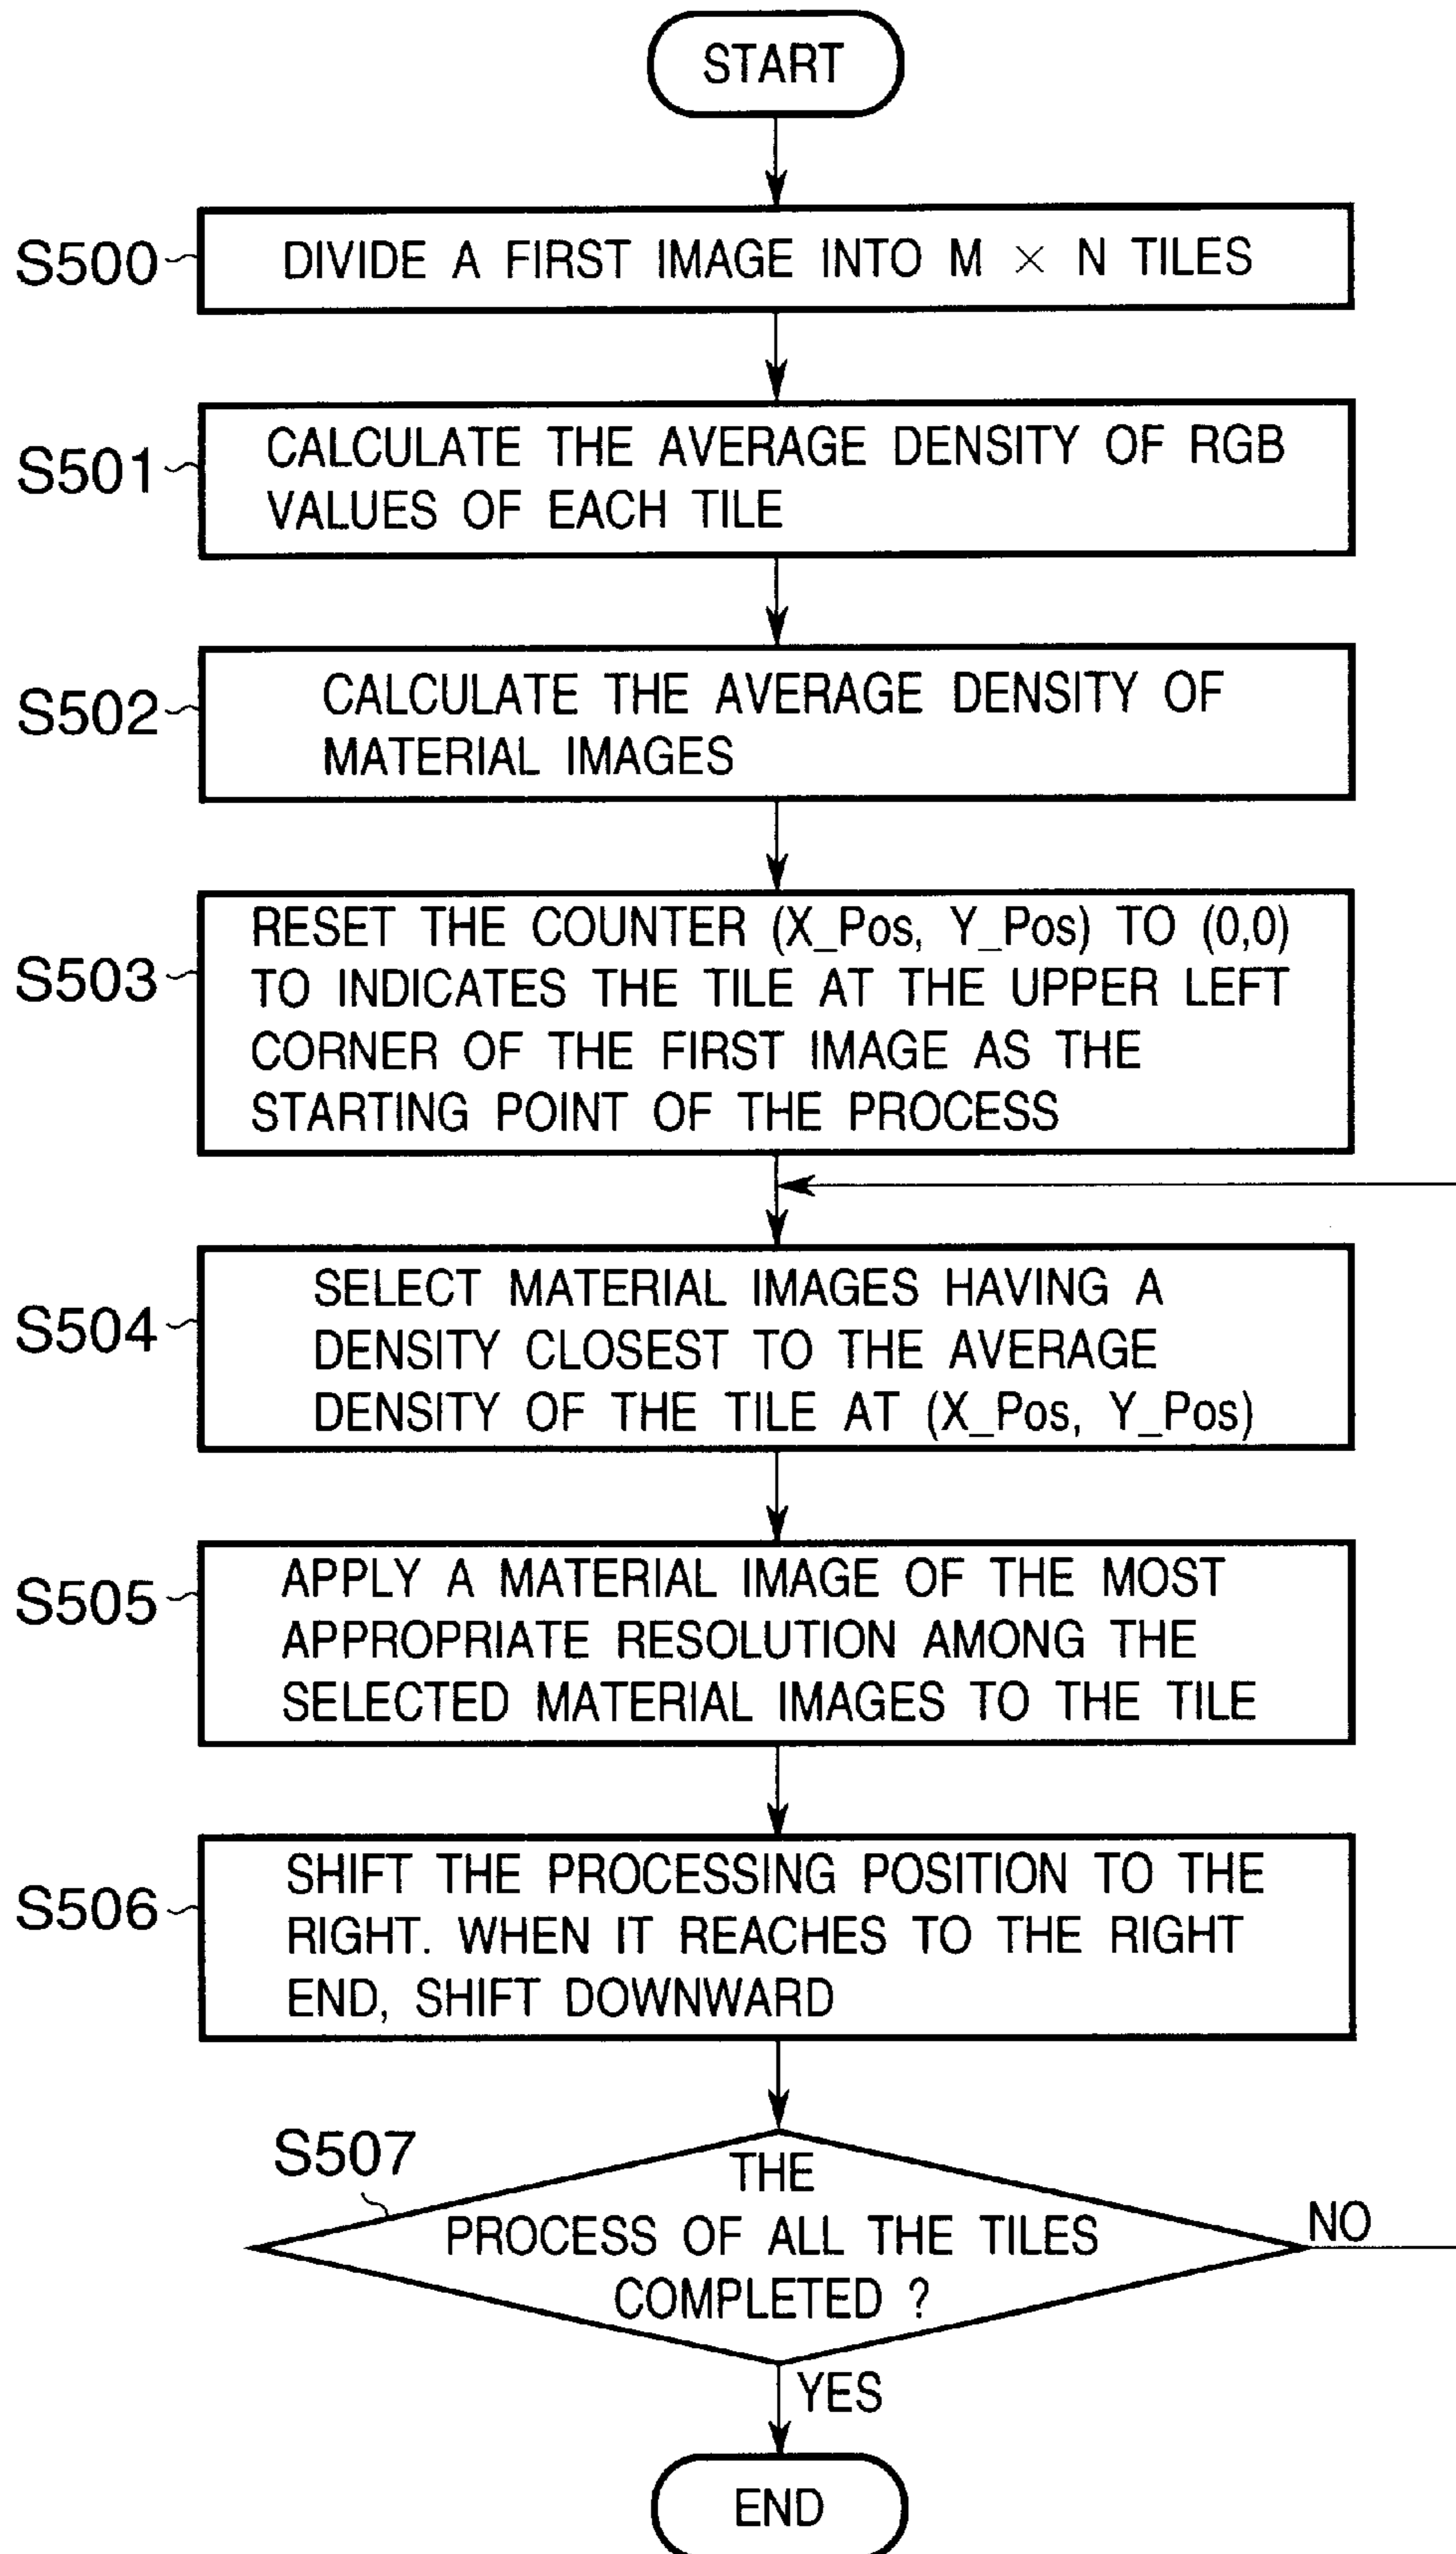 START
S500
DIVIDE A FIRST IMAGE INTO M × N TILES
S501
CALCULATE THE AVERAGE DENSITY OF RGB
VALUES OF EACH TILE
S502
CALCULATE THE AVERAGE DENSITY OF
MATERIAL IMAGES
S503
RESET THE COUNTER (X_Pos, Y_Pos) TO (0,0)
TO INDICATES THE TILE AT THE UPPER LEFT
CORNER OF THE FIRST IMAGE AS THE
STARTING POINT OF THE PROCESS
S504
SELECT MATERIAL IMAGES HAVING A
DENSITY CLOSEST TO THE AVERAGE
DENSITY OF THE TILE AT (X_Pos, Y_Pos)
S505
APPLY A MATERIAL IMAGE OF THE MOST
APPROPRIATE RESOLUTION AMONG THE
SELECTED MATERIAL IMAGES TO THE TILE
S506
SHIFT THE PROCESSING POSITION TO THE
RIGHT. WHEN IT REACHES TO THE RIGHT
END, SHIFT DOWNWARD
S507
THE
PROCESS OF ALL THE TILES
COMPLETED ?
NO
YES
END